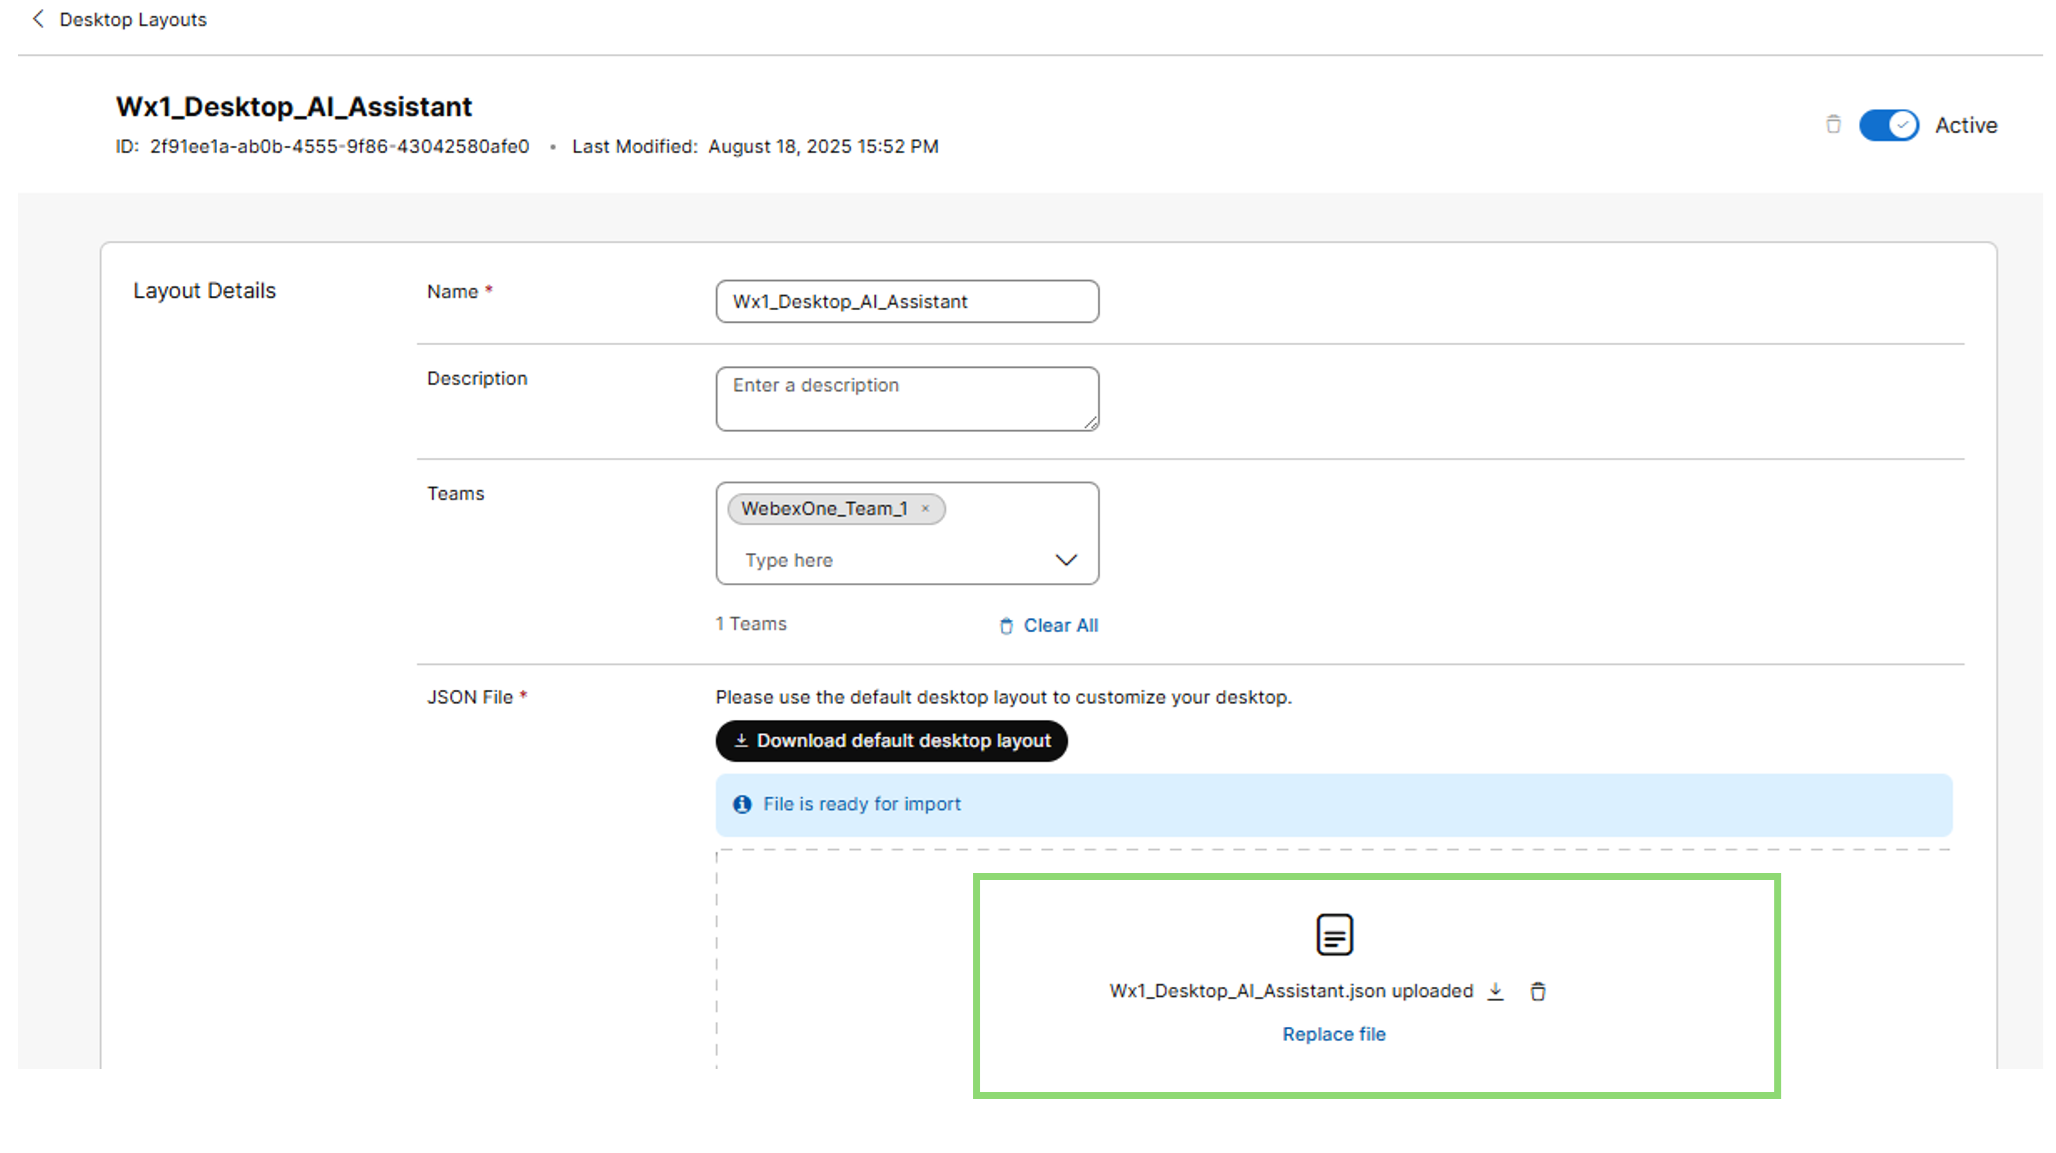 Desktop Layouts
Wx1_Desktop_AI_Assistant
ID: 2f91ee1a-ab0b-4555-9f86-43042580afe0 • Last Modified: August 18, 2025 15:52 PM
Active
Layout Details
Name *
Wx1_Desktop_AI_Assistant
Description
Enter a description
Teams
WebexOne_Team_1 ×
Type here
1 Teams
Clear All
JSON File *
Please use the default desktop layout to customize your desktop.
Download default desktop layout
File is ready for import
Wx1_Desktop_AI_Assistant.json uploaded
Replace file